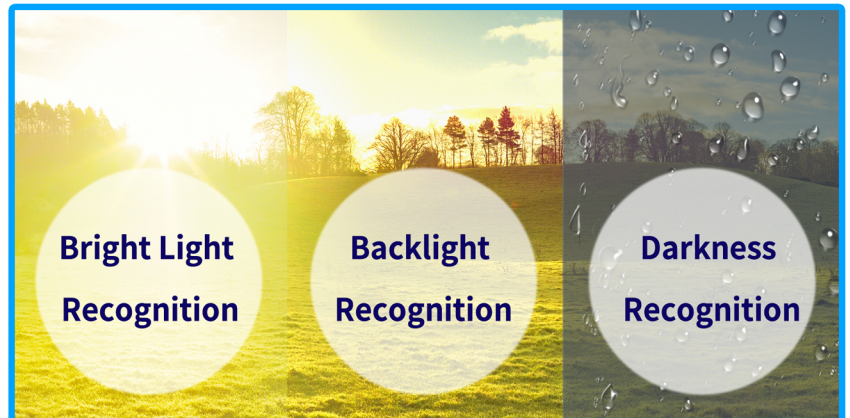 Bright Light
Recognition
Backlight
Recognition
Darkness
Recognition